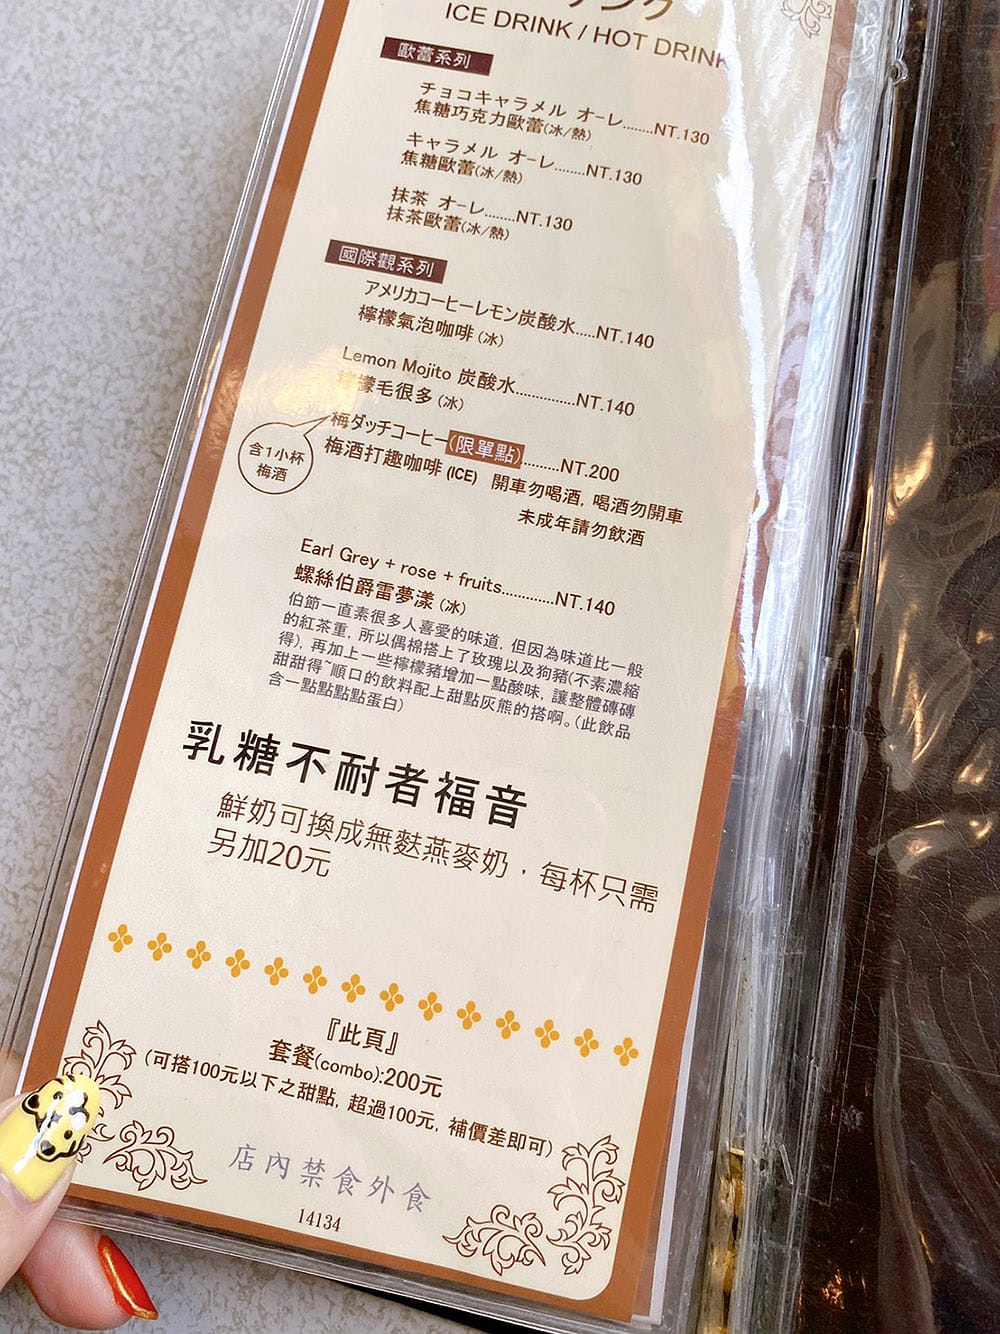 ICE DRINK / HOT DRINK
歐蕾系列
チョコキャラメル オーレ........NT.130
焦糖巧克力歐蕾(冰/熱)
キャラメル オーレ........NT.130
焦糖歐蕾(冰/熱)
抹茶 オーレ........NT.130
抹茶歐蕾(冰/熱)
國際觀系列
アメリカコーヒーレモン炭酸水.....NT.140
檸檬氣泡咖啡(冰)
Lemon Mojito 炭酸水...............NT.140
檬毛很多(冰)
梅ダッチコーヒー(限單點).........NT.200
梅酒打趣咖啡(ICE) 開車勿喝酒, 喝酒勿開車
未成年請勿飲酒
含1小杯
梅酒
Earl Grey + rose + fruits.............NT.140
螺絲伯爵雷夢漾(冰)
伯節一直素很多人喜愛的味道, 但因為味道比一般
的紅茶重, 所以偶棉搭上了玫瑰以及狗豬(不素濃縮
得), 再加上一些檸檬豬增加一點酸味, 讓整體磚磚
甜甜得~順口的飲料配上甜點灰熊的搭啊。(此飲品
含一點點點點蛋白)
乳糖不耐者福音
鮮奶可換成無麩燕麥奶，每杯只需
另加20元
『此頁』
套餐(combo):200元
(可搭100元以下之甜點, 超過100元, 補價差即可)
店內禁食外食
14134